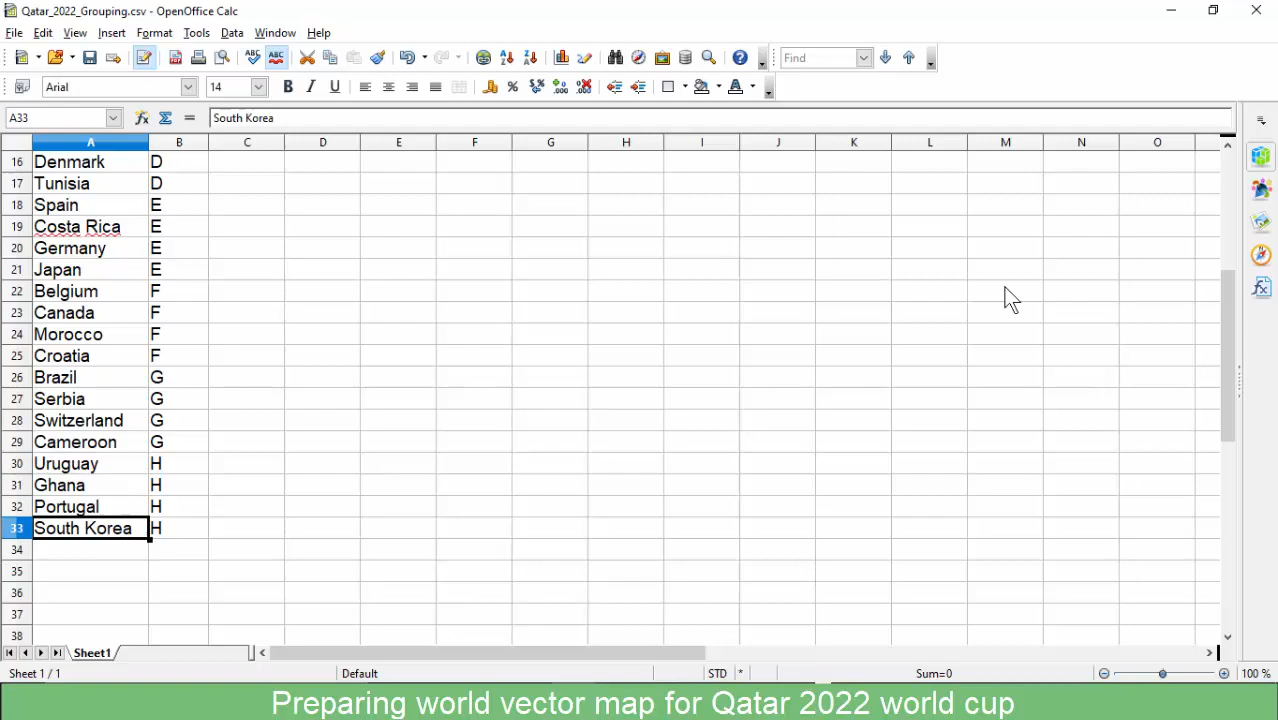 Qatar_2022_Grouping.csv - OpenOffice Calc
File Edit View Insert Format Tools Data Window Help
ABC ABC Find
Arial 14 B I U
A33 South Korea
A B C D E F G H I J K L M N O
16 Denmark D
17 Tunisia D
18 Spain E
19 Costa Rica E
20 Germany E
21 Japan E
22 Belgium F
23 Canada F
24 Morocco F
25 Croatia F
26 Brazil G
27 Serbia G
28 Switzerland G
29 Cameroon G
30 Uruguay H
31 Ghana H
32 Portugal H
33 South Korea H
34
35
36
37
38
Sheet1
Sheet 1 / 1 Default STD * Sum=0 100 %
Preparing world vector map for Qatar 2022 world cup